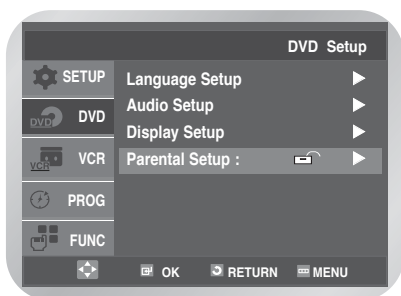 DVD Setup
SETUP
DVD
VCR
PROG
FUNC
Language Setup
Audio Setup
Display Setup
Parental Setup :
DVD
VCR
OK
RETURN
MENU